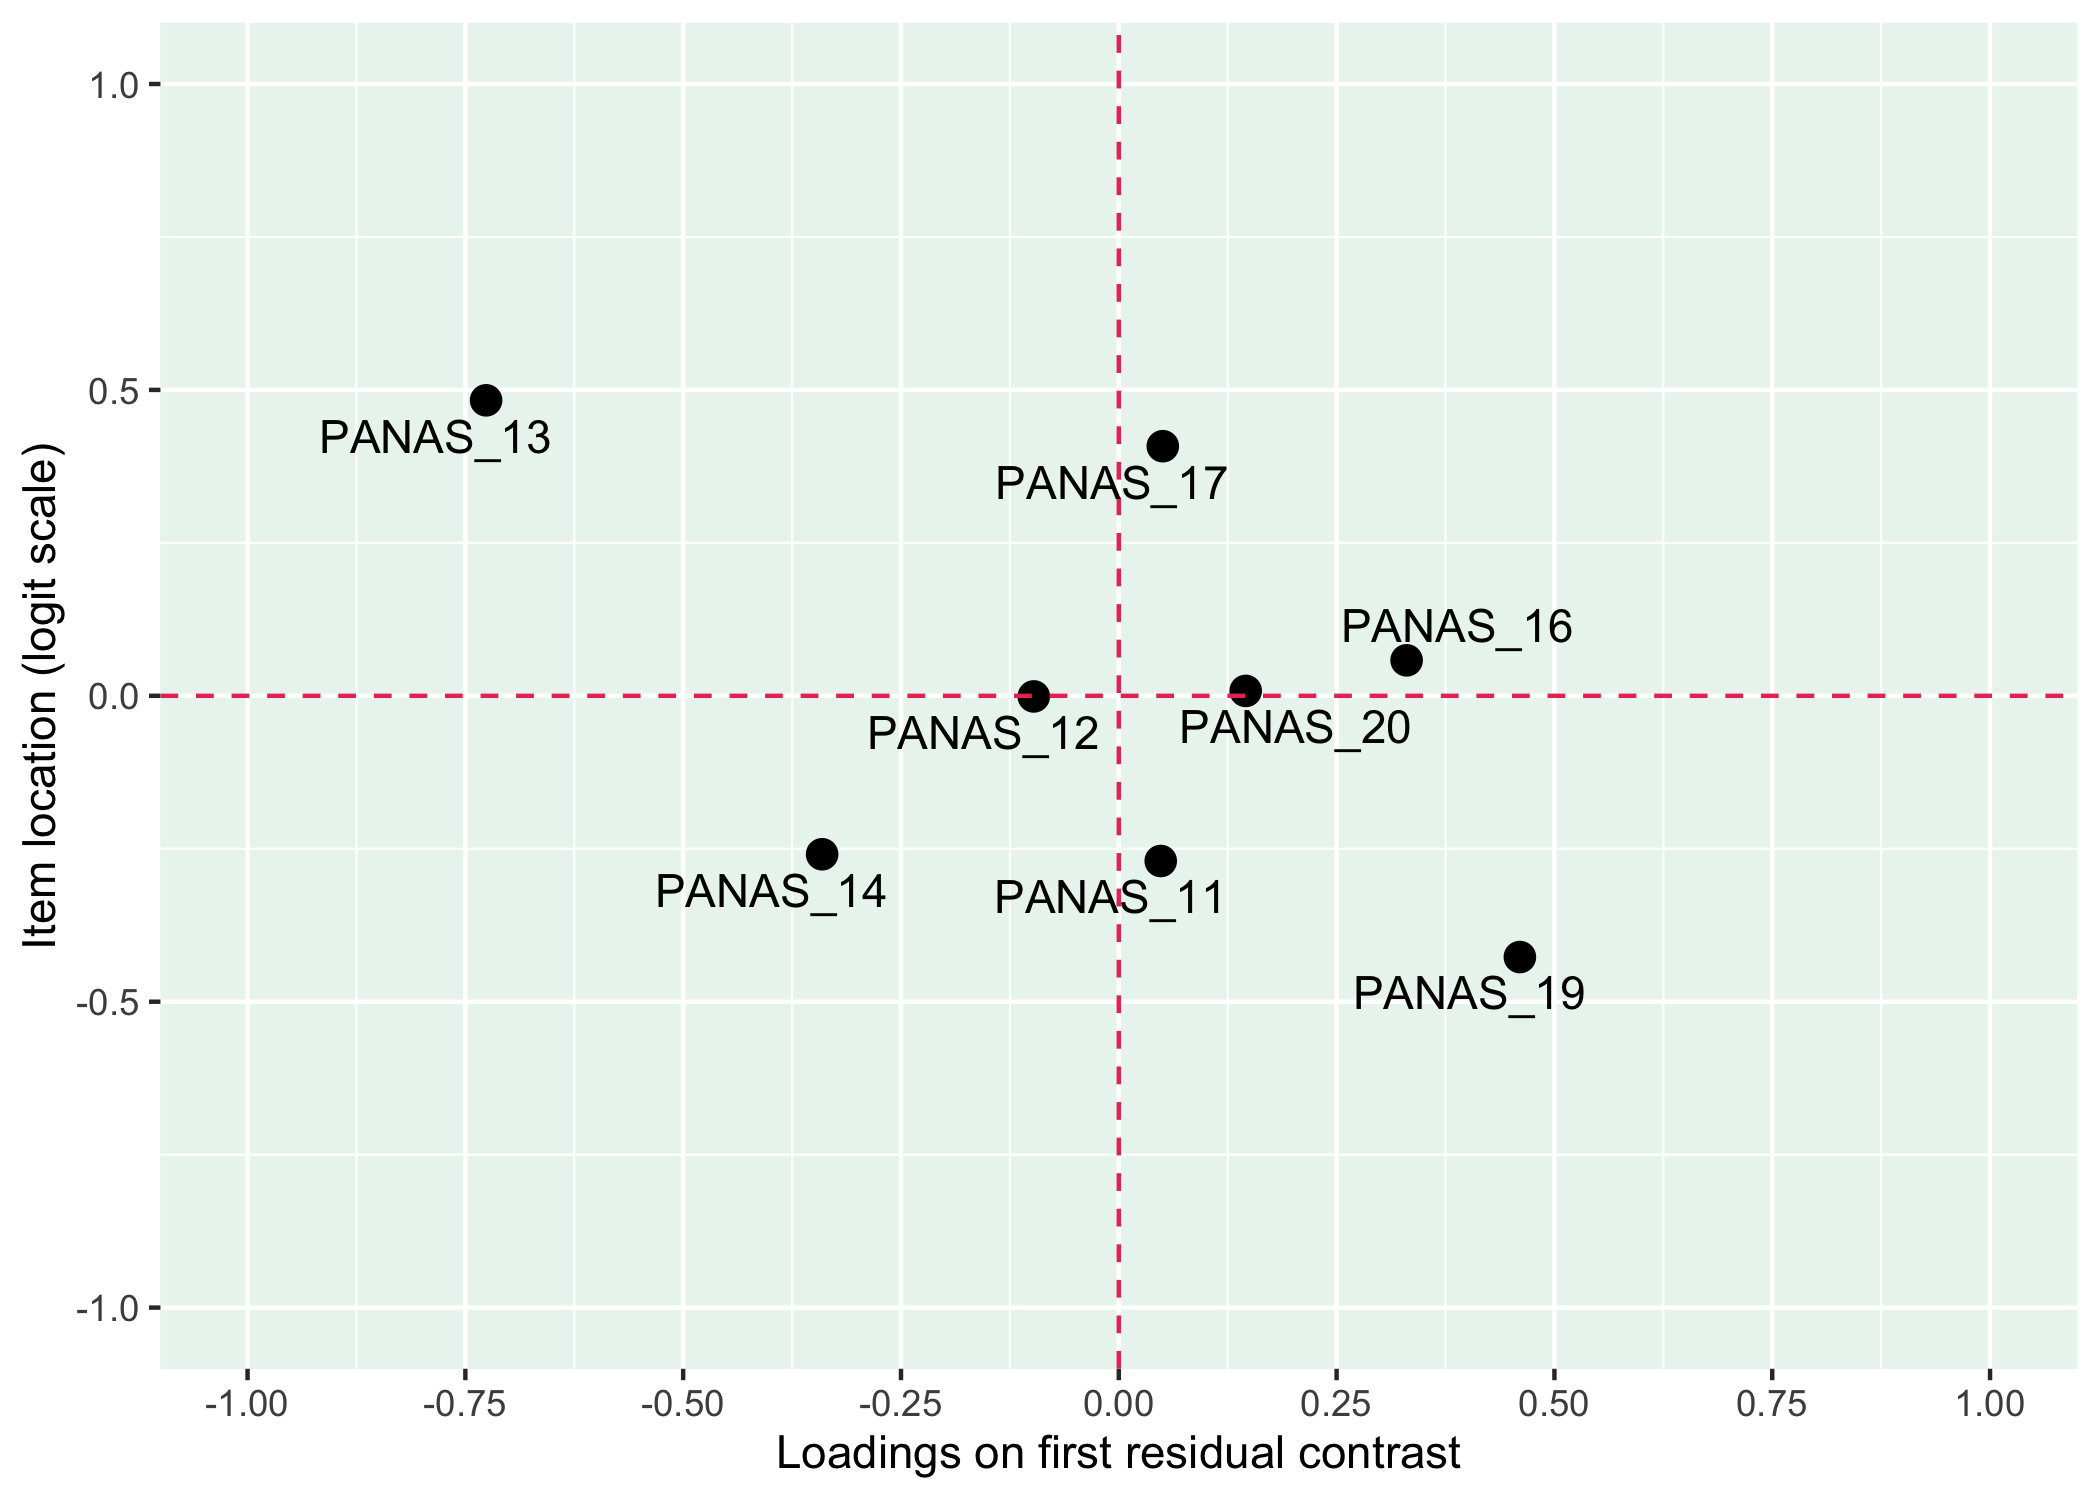 1.0
0.5
0.0
-0.5
-1.0
Item location (logit scale)
PANAS_13
PANAS_17
PANAS_16
PANAS_12
PANAS_20
PANAS_14
PANAS_11
PANAS_19
-1.00 -0.75 -0.50 -0.25 0.00 0.25 0.50 0.75 1.00
Loadings on first residual contrast